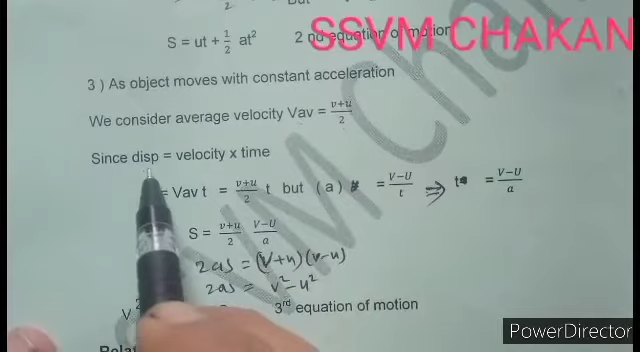 But
2
S = ut + 1/2 at² 2 nd equation of motion
SSVM CHAKAN
3 ) As object moves with constant acceleration
We consider average velocity Vav = v+u/2
Since disp = velocity x time
= Vav t = v+u/2 t but ( a ) = V–U/t ⇒ t = V–U/a
S = v+u/2 V–U/a
2as = (v+u)(v-u)
2as = v² - u²
V 3rd equation of motion
PowerDirector